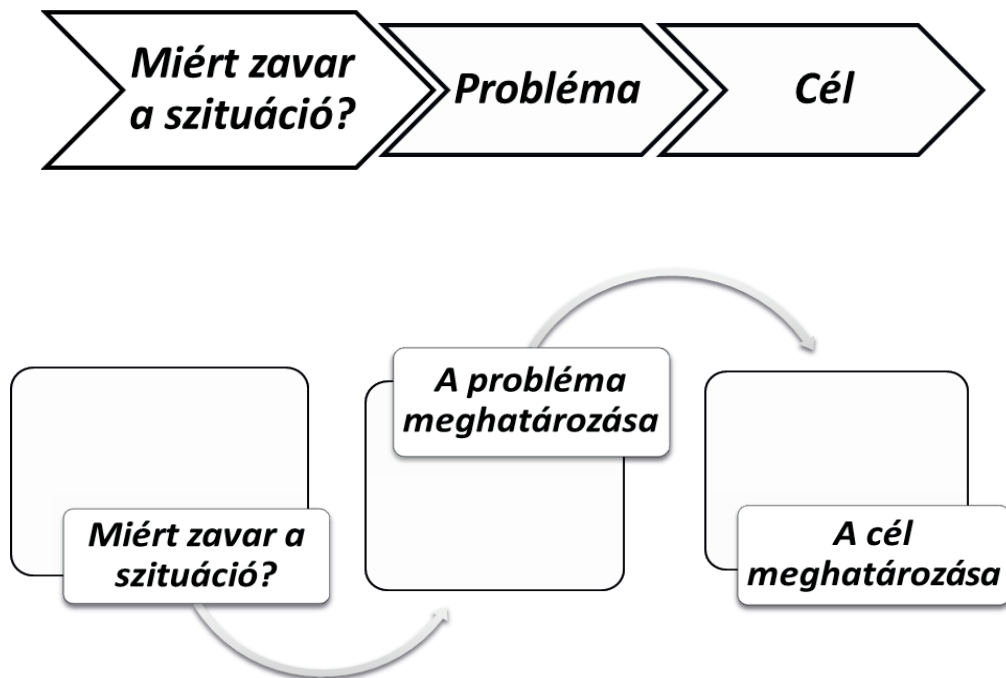 Miért zavar
a szituáció?
Probléma
Cél
A probléma
meghatározása
Miért zavar a
szituáció?
A cél
meghatározása